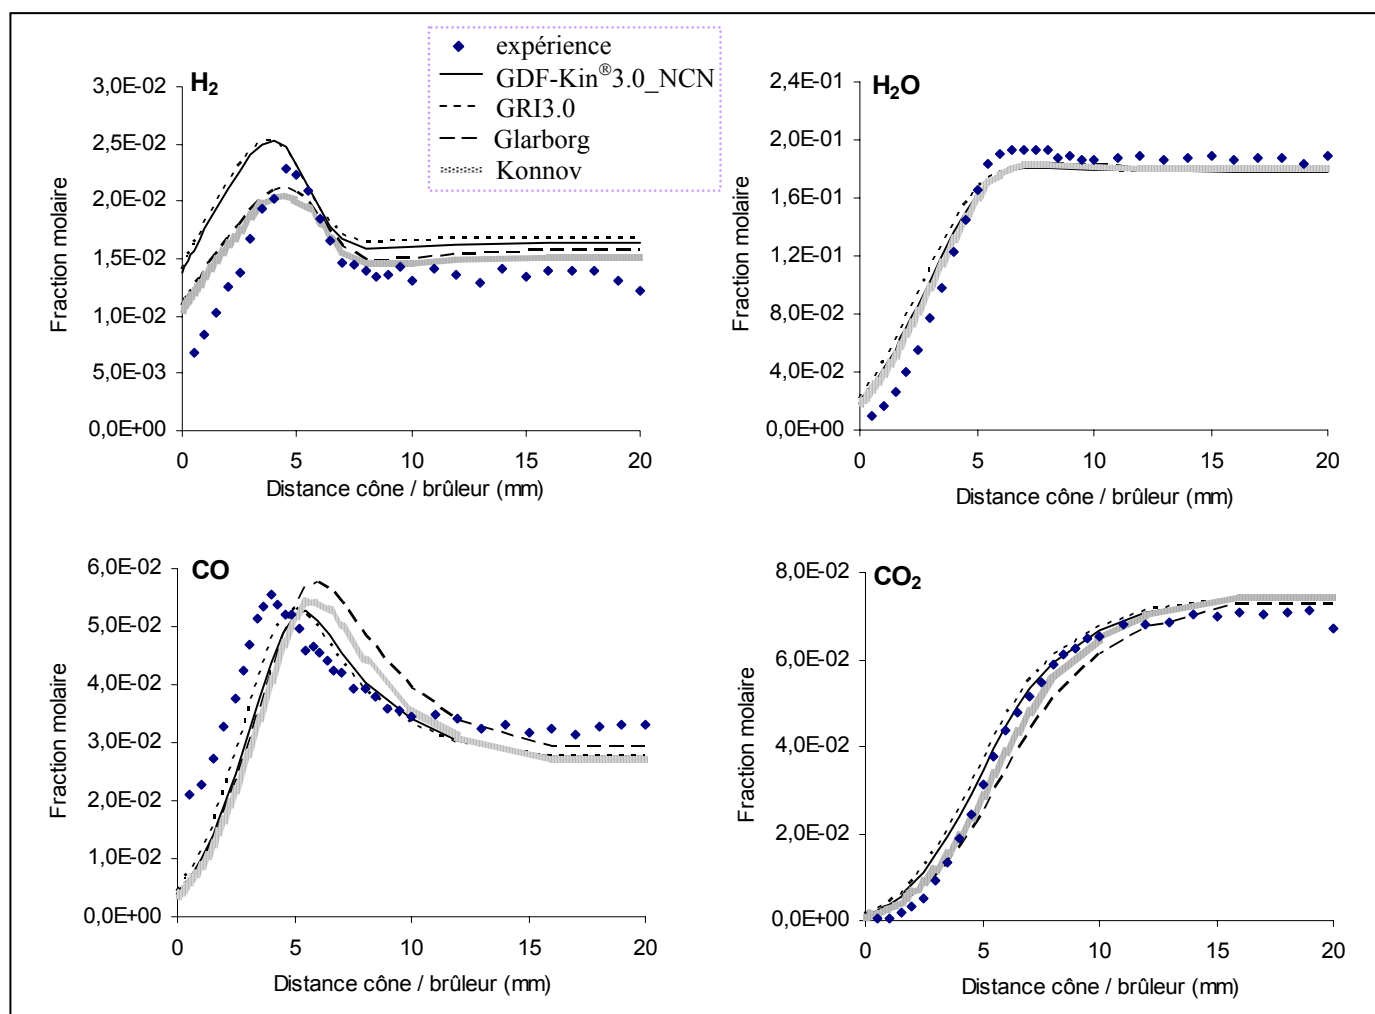 expérience
GDF-Kin®3.0_NCN
GRI3.0
Glarborg
Konnov
H2
3,0E-02
2,5E-02
2,0E-02
1,5E-02
1,0E-02
5,0E-03
0,0E+00
Fraction molaire
0 5 10 15 20
Distance cône / brûleur (mm)
H2O
2,4E-01
2,0E-01
1,6E-01
1,2E-01
8,0E-02
4,0E-02
0,0E+00
Fraction molaire
0 5 10 15 20
Distance cône / brûleur (mm)
CO
6,0E-02
5,0E-02
4,0E-02
3,0E-02
2,0E-02
1,0E-02
0,0E+00
Fraction molaire
0 5 10 15 20
Distance cône / brûleur (mm)
CO2
8,0E-02
6,0E-02
4,0E-02
2,0E-02
0,0E+00
Fraction molaire
0 5 10 15 20
Distance cône / brûleur (mm)